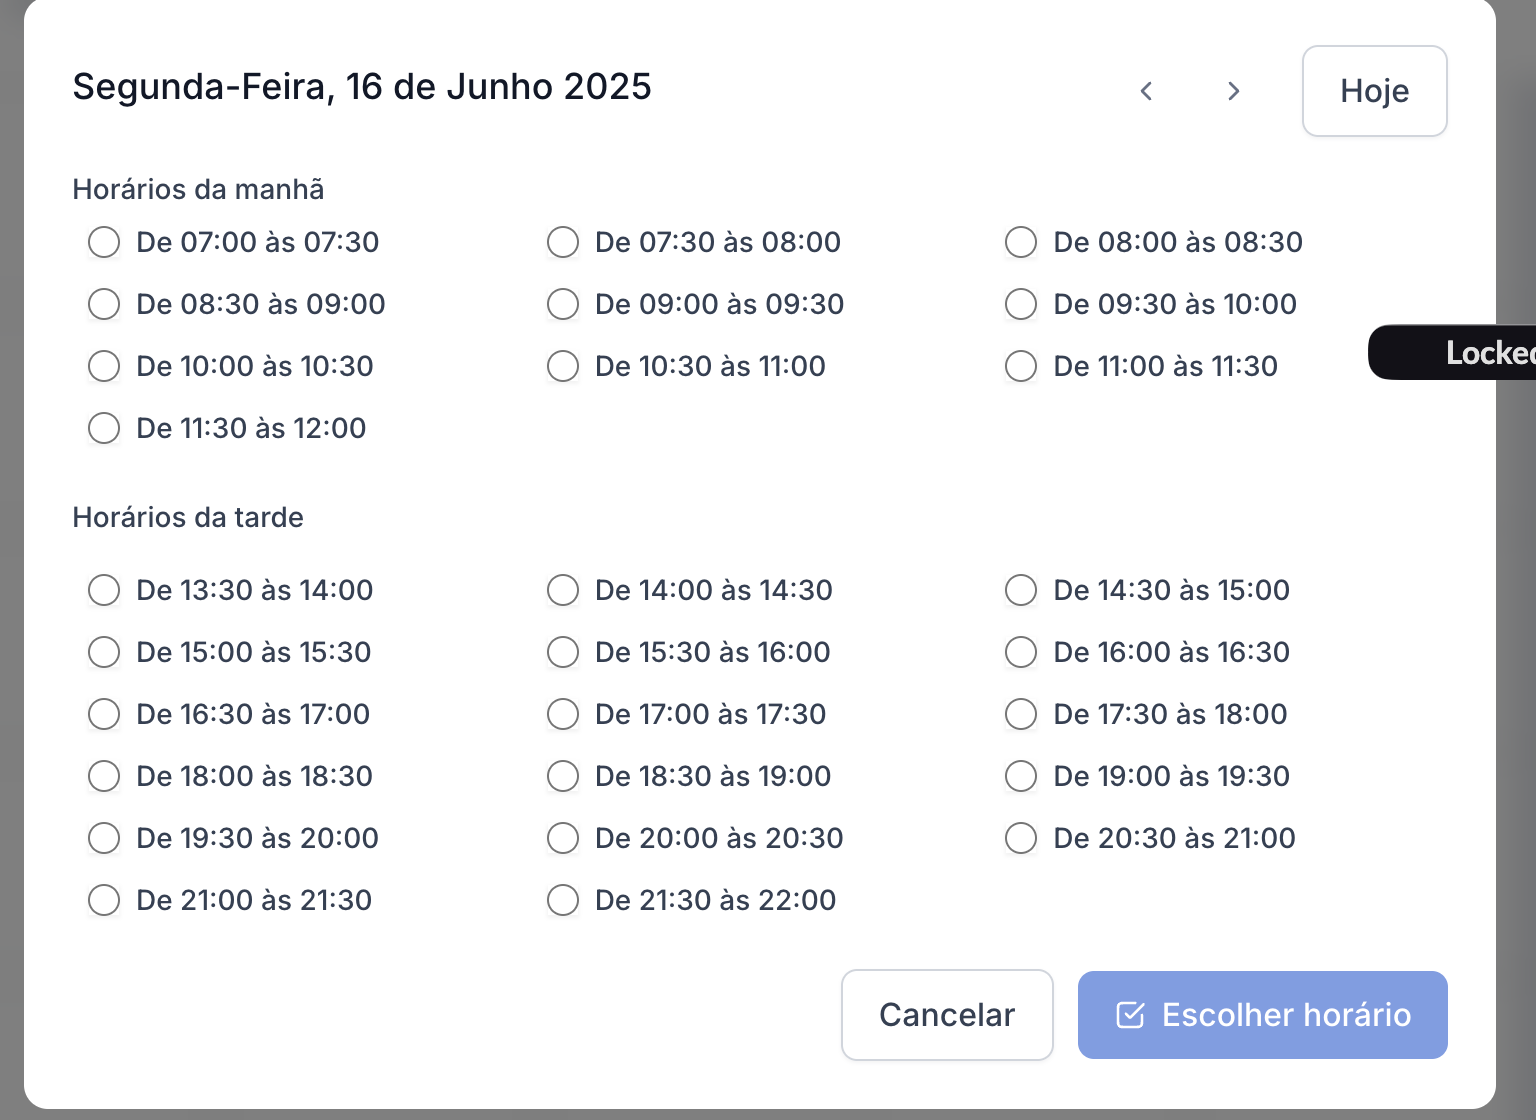 Segunda-Feira, 16 de Junho 2025
Hoje
Horários da manhã
De 07:00 às 07:30
De 07:30 às 08:00
De 08:00 às 08:30
De 08:30 às 09:00
De 09:00 às 09:30
De 09:30 às 10:00
De 10:00 às 10:30
De 10:30 às 11:00
De 11:00 às 11:30
Locked
De 11:30 às 12:00
Horários da tarde
De 13:30 às 14:00
De 14:00 às 14:30
De 14:30 às 15:00
De 15:00 às 15:30
De 15:30 às 16:00
De 16:00 às 16:30
De 16:30 às 17:00
De 17:00 às 17:30
De 17:30 às 18:00
De 18:00 às 18:30
De 18:30 às 19:00
De 19:00 às 19:30
De 19:30 às 20:00
De 20:00 às 20:30
De 20:30 às 21:00
De 21:00 às 21:30
De 21:30 às 22:00
Cancelar
Escolher horário